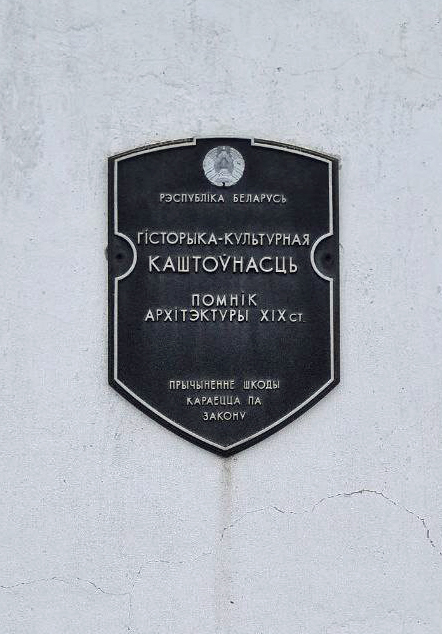 РЭСПУБЛІКА БЕЛАРУСЬ
ГІСТОРЫКА-КУЛЬТУРНАЯ
КАШТОЎНАСЦЬ
ПОМНІК
АРХІТЭКТУРЫ XIX СТ.
ПРЫЧЫНЕННЕ ШКОДЫ
КАРАЕЦЦА ПА
ЗАКОНУ